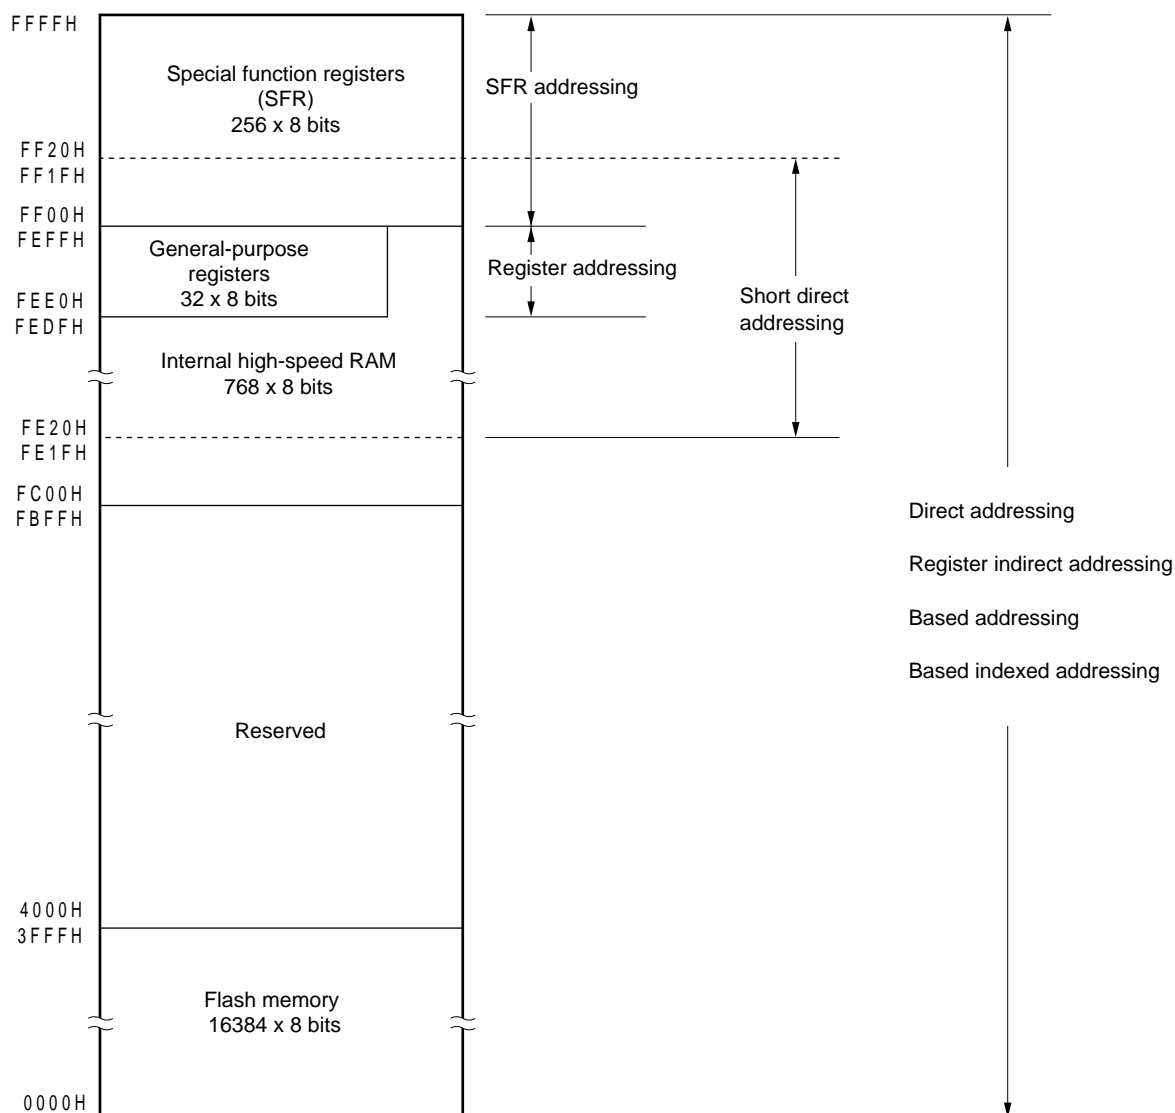 FFFFH
Special function registers
(SFR)
256 x 8 bits
SFR addressing
FF20H
FF1FH
FF00H
FEFFH
General-purpose
registers
32 x 8 bits
Register addressing
FEE0H
FEDFH
Short direct
addressing
Internal high-speed RAM
768 x 8 bits
FE20H
FE1FH
FC00H
FBFFH
Direct addressing
Register indirect addressing
Based addressing
Based indexed addressing
Reserved
4000H
3FFFH
Flash memory
16384 x 8 bits
0000H